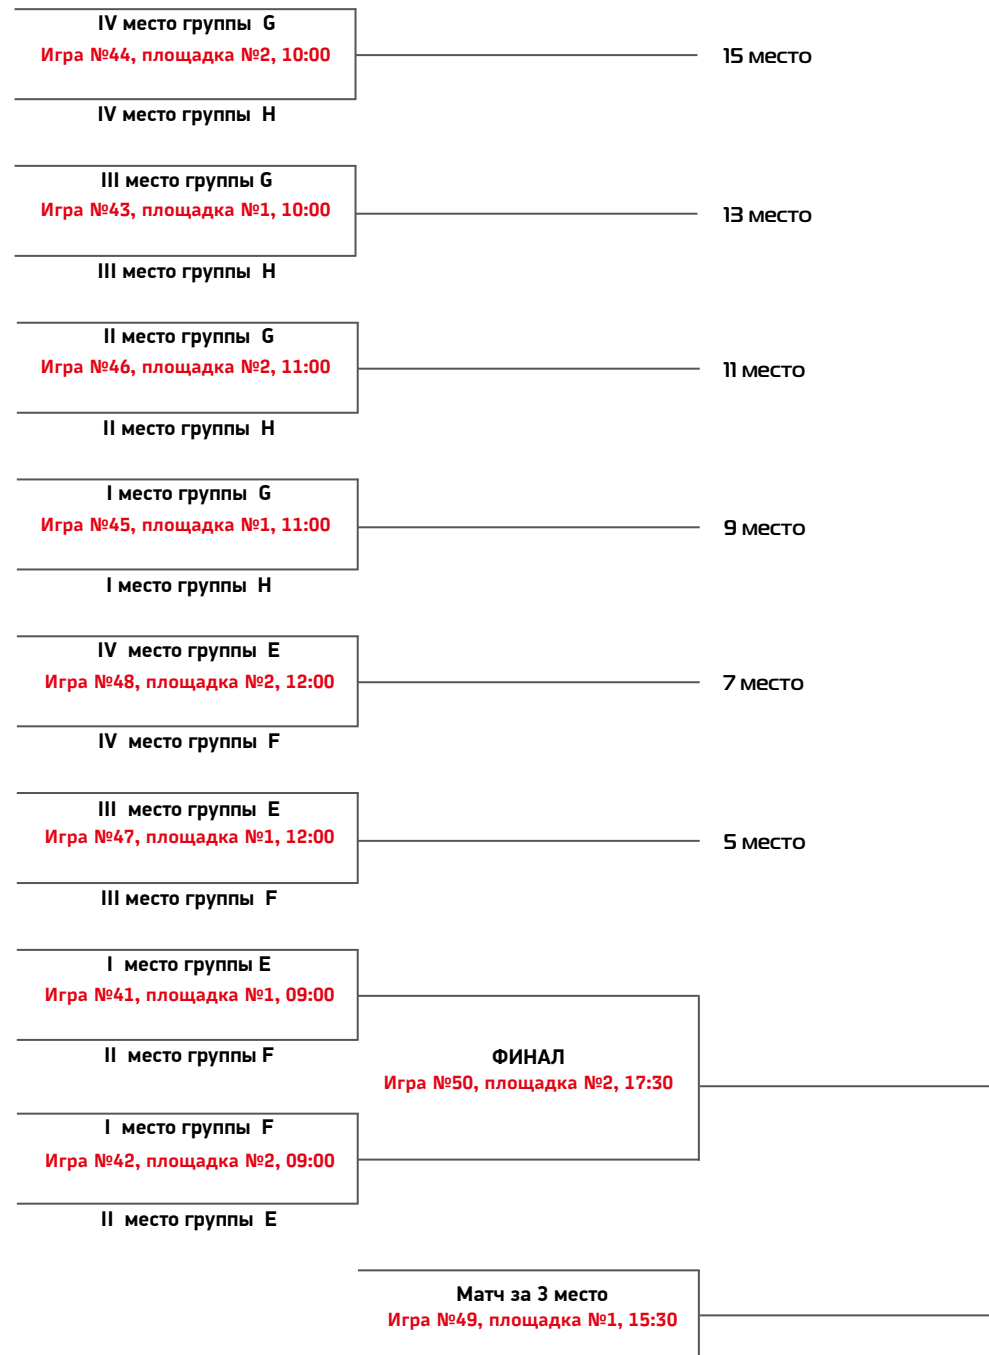 IV место группы G
Игра №44, площадка №2, 10:00
15 место
IV место группы H
III место группы G
Игра №43, площадка №1, 10:00
13 место
III место группы H
II место группы G
Игра №46, площадка №2, 11:00
11 место
II место группы H
I место группы G
Игра №45, площадка №1, 11:00
9 место
I место группы H
IV место группы E
Игра №48, площадка №2, 12:00
7 место
IV место группы F
III место группы E
Игра №47, площадка №1, 12:00
5 место
III место группы F
I место группы E
Игра №41, площадка №1, 09:00
II место группы F
ФИНАЛ
Игра №50, площадка №2, 17:30
I место группы F
Игра №42, площадка №2, 09:00
II место группы E
Матч за 3 место
Игра №49, площадка №1, 15:30